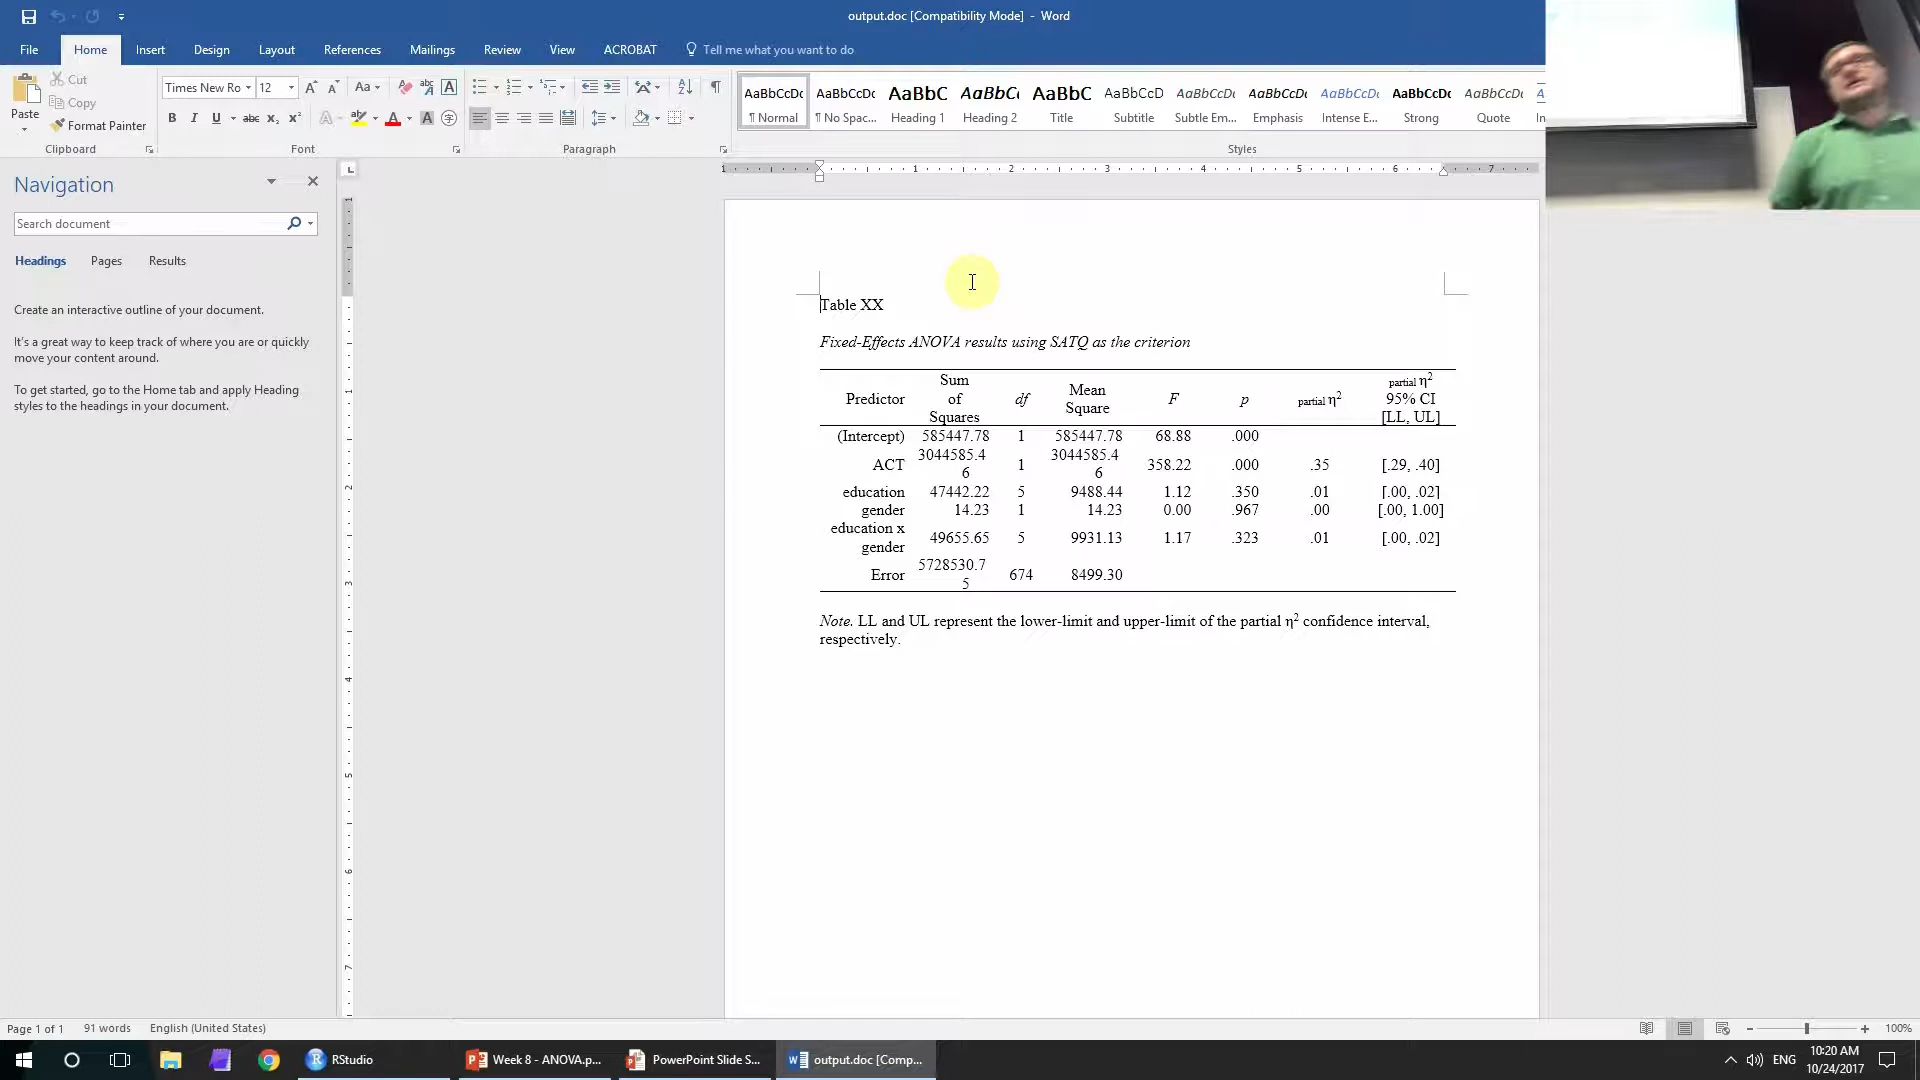 output.doc [Compatibility Mode] - Word
File Home Insert Design Layout References Mailings Review View ACROBAT Tell me what you want to do
Cut
Copy
Paste
Format Painter
Clipboard
Times New Ro 12
Font
Paragraph
AaBbCcDc AaBbCcDc AaBbC AaBbCc AaBbC AaBbCcD AaBbCcDc AaBbCcDc AaBbCcDc AaBbCcDc AaBbCcDc
¶ Normal ¶ No Spac... Heading 1 Heading 2 Title Subtitle Subtle Em... Emphasis Intense E... Strong Quote
Styles
Navigation
Search document
Headings Pages Results
Create an interactive outline of your document.
It's a great way to keep track of where you are or quickly
move your content around.
To get started, go to the Home tab and apply Heading
styles to the headings in your document.
Table XX
Fixed-Effects ANOVA results using SATQ as the criterion
Predictor Sum of Squares df Mean Square F p partial η2 partial η2 95% CI [LL, UL]
(Intercept) 585447.78 1 585447.78 68.88 .000
ACT 3044585.46 1 3044585.46 358.22 .000 .35 [.29, .40]
education 47442.22 5 9488.44 1.12 .350 .01 [.00, .02]
gender 14.23 1 14.23 0.00 .967 .00 [.00, 1.00]
education x gender 49655.65 5 9931.13 1.17 .323 .01 [.00, .02]
Error 5728530.75 674 8499.30
Note. LL and UL represent the lower-limit and upper-limit of the partial η2 confidence interval,
respectively.
Page 1 of 1 91 words English (United States) 100%
RStudio Week 8 - ANOVA.p... PowerPoint Slide S... output.doc [Comp... ENG 10:20 AM
10/24/2017